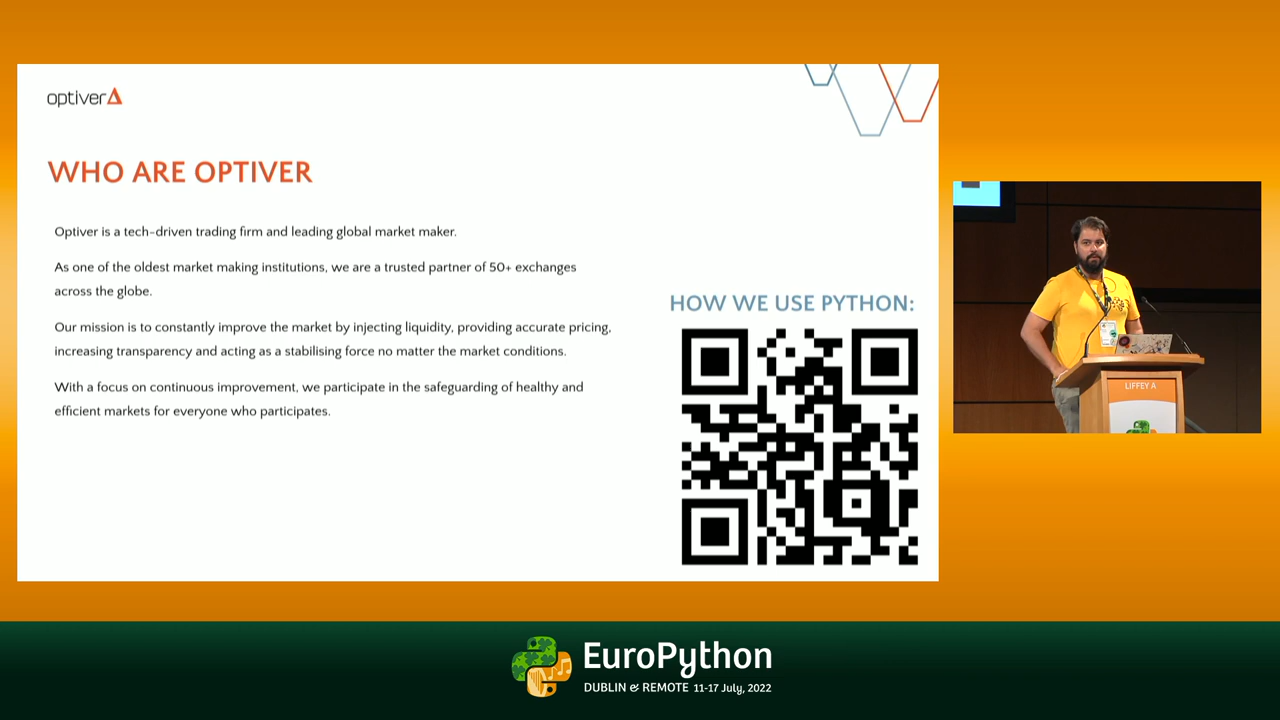 optiver
WHO ARE OPTIVER
Optiver is a tech-driven trading firm and leading global market maker.
As one of the oldest market making institutions, we are a trusted partner of 50+ exchanges
across the globe.
Our mission is to constantly improve the market by injecting liquidity, providing accurate pricing,
increasing transparency and acting as a stabilising force no matter the market conditions.
With a focus on continuous improvement, we participate in the safeguarding of healthy and
efficient markets for everyone who participates.
HOW WE USE PYTHON:
LIFFEY A
EuroPython
DUBLIN & REMOTE 11-17 July, 2022